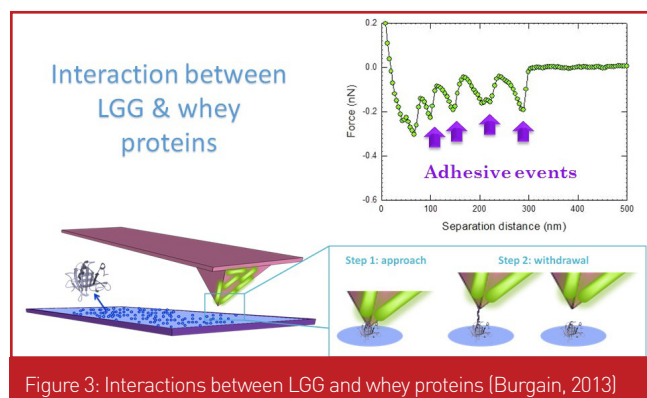 Interaction between
LGG & whey
proteins
0.2
0.0
-0.2
-0.4
-0.6
Force (nN)
Adhesive events
0 100 200 300 400 500
Separation distance (nm)
Step 1: approach Step 2: withdrawal
Figure 3: Interactions between LGG and whey proteins (Burgain, 2013)